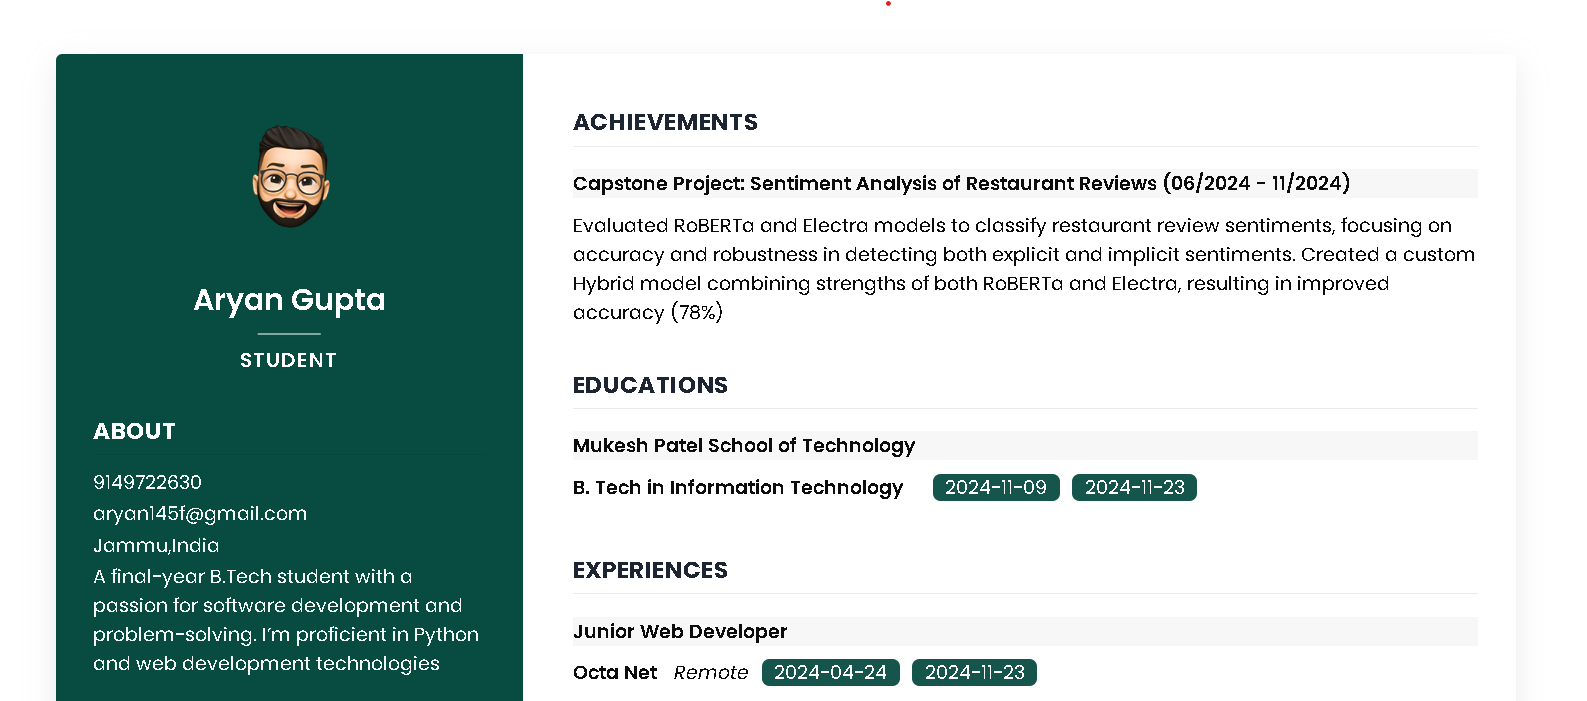 Aryan Gupta
STUDENT
ABOUT
9149722630
aryan145f@gmail.com
Jammu,India
A final-year B.Tech student with a
passion for software development and
problem-solving. I'm proficient in Python
and web development technologies
ACHIEVEMENTS
Capstone Project: Sentiment Analysis of Restaurant Reviews (06/2024 - 11/2024)
Evaluated RoBERTa and Electra models to classify restaurant review sentiments, focusing on
accuracy and robustness in detecting both explicit and implicit sentiments. Created a custom
Hybrid model combining strengths of both RoBERTa and Electra, resulting in improved
accuracy (78%)
EDUCATIONS
Mukesh Patel School of Technology
B. Tech in Information Technology 2024-11-09 2024-11-23
EXPERIENCES
Junior Web Developer
Octa Net Remote 2024-04-24 2024-11-23